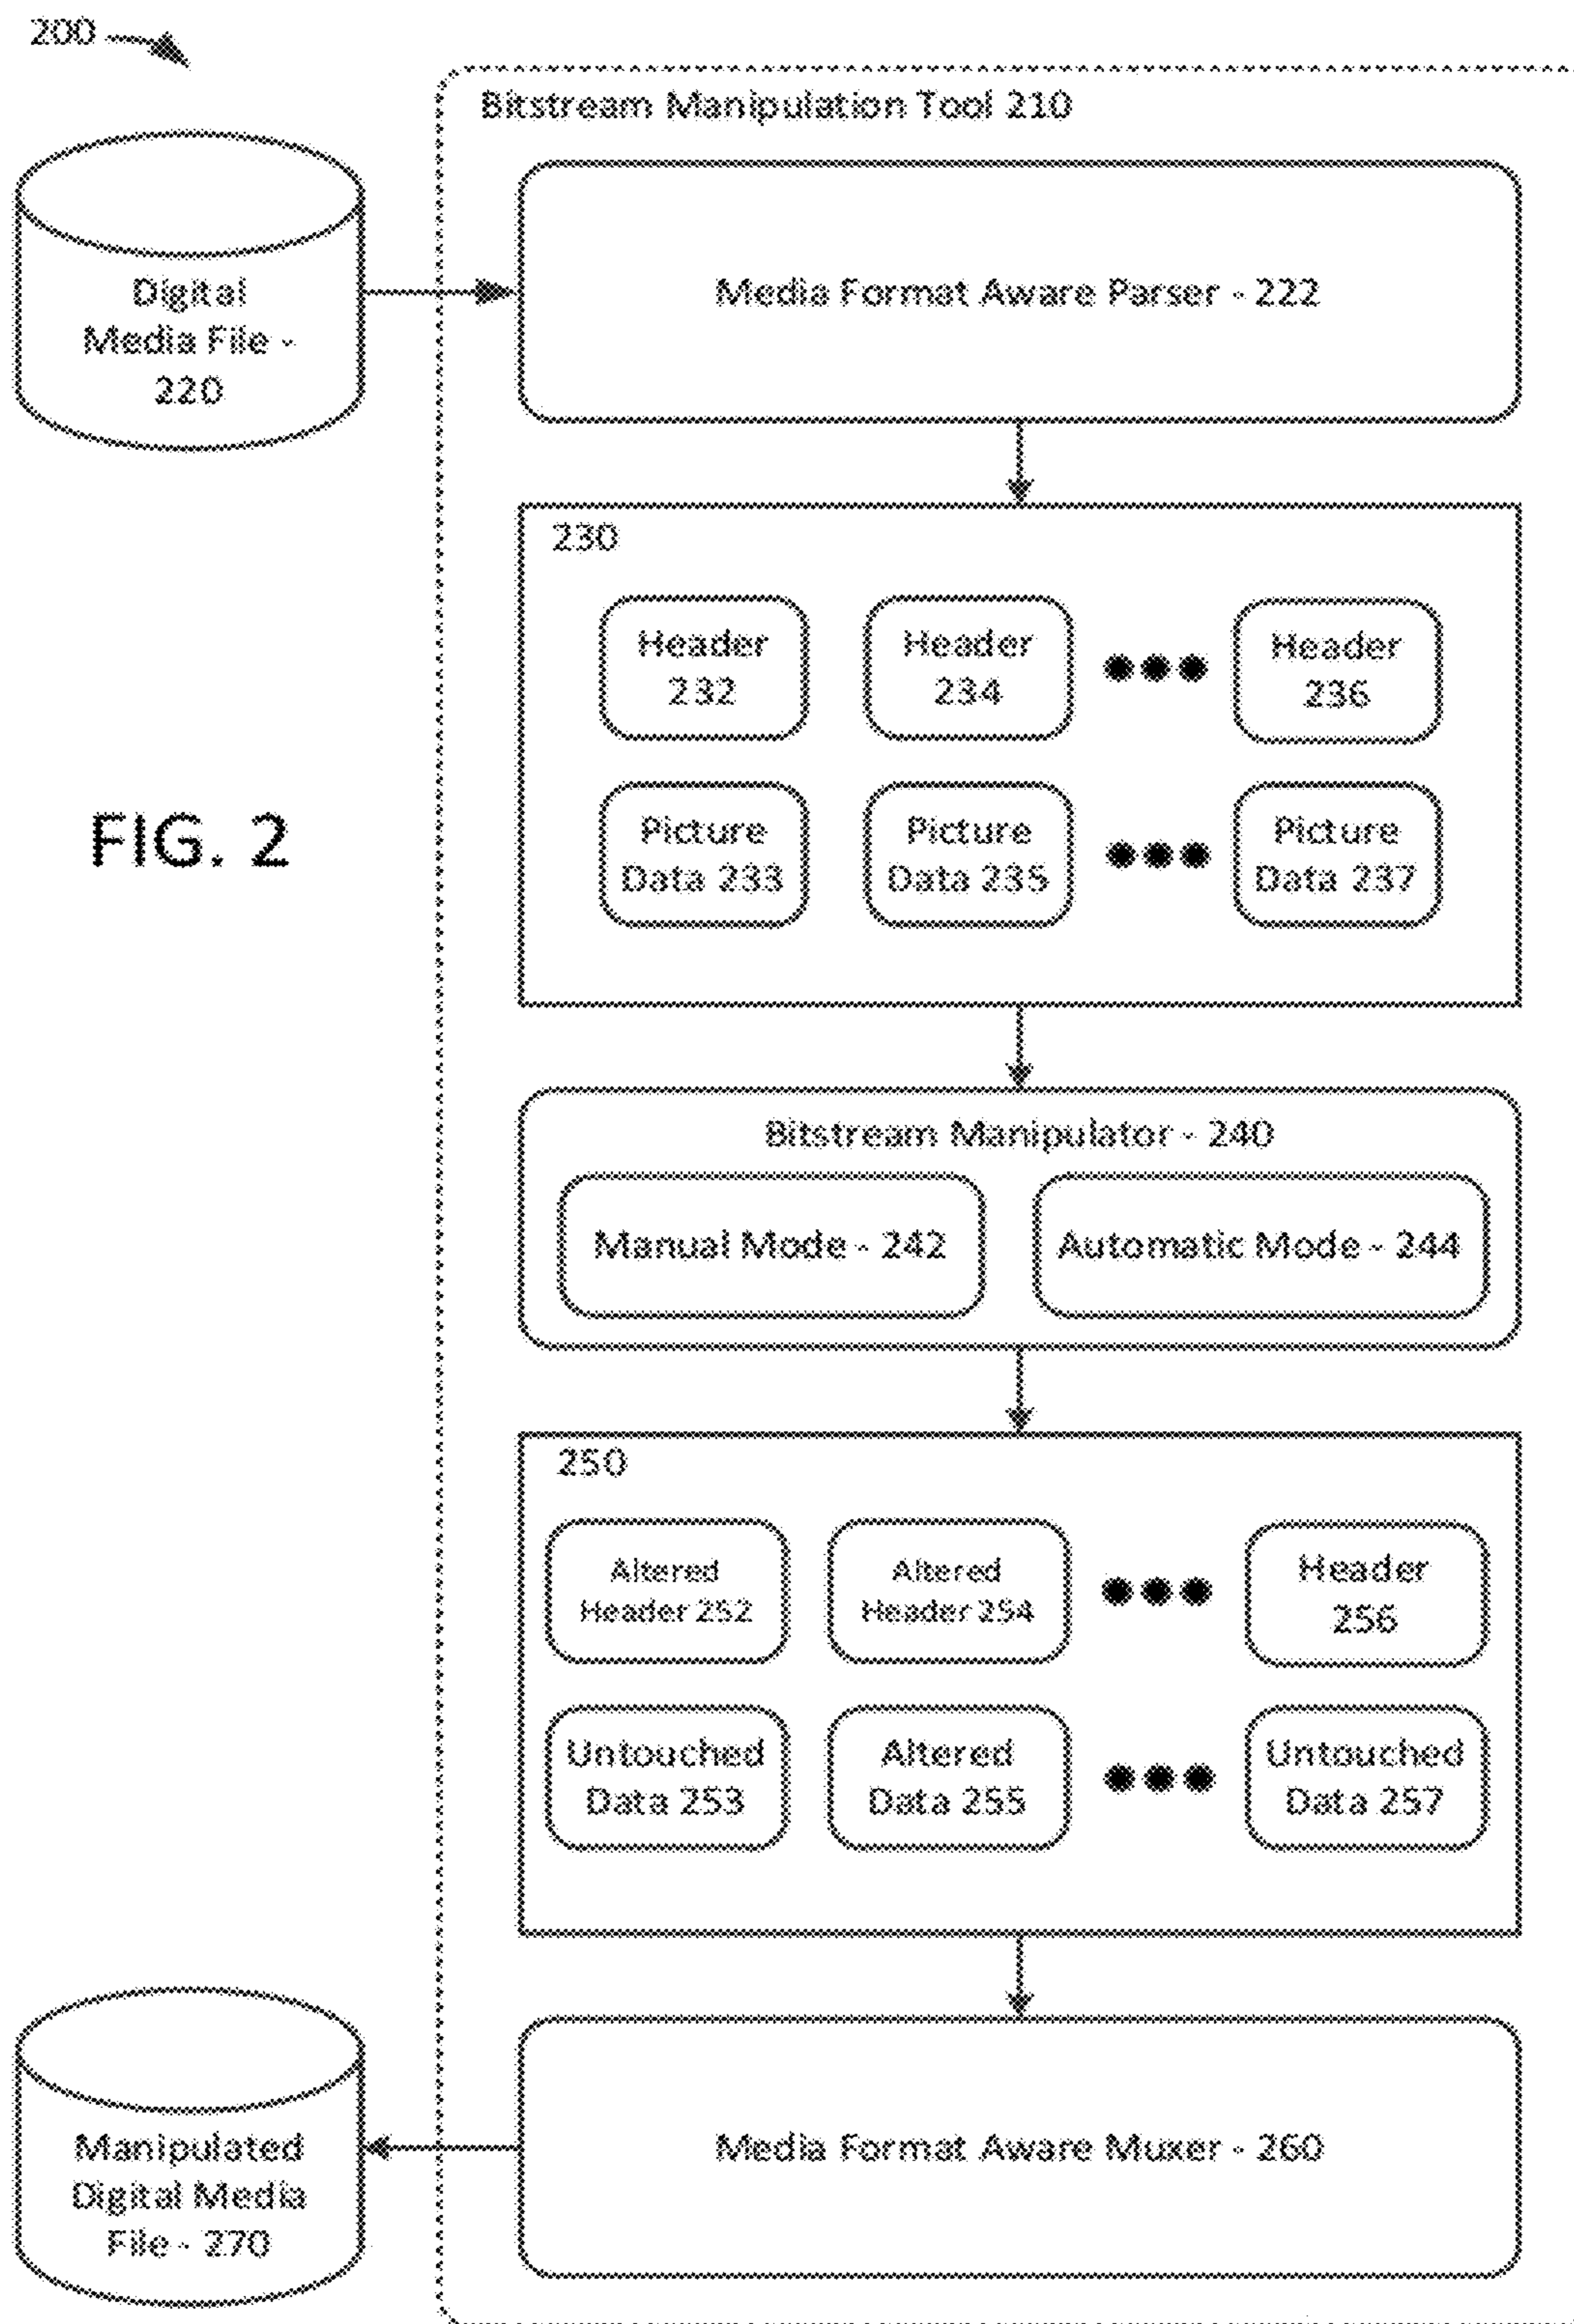 200
Bitstream Manipulation Tool 210
Digital
Media File -
220
Media Format Aware Parser - 222
230
Header
232
Header
234
Header
236
Picture
Data 233
Picture
Data 235
Picture
Data 237
FIG. 2
Bitstream Manipulator - 240
Manual Mode - 242
Automatic Mode - 244
250
Altered
Header 252
Altered
Header 254
Header
256
Untouched
Data 253
Altered
Data 255
Untouched
Data 257
Manipulated
Digital Media
File - 270
Media Format Aware Muxer - 260